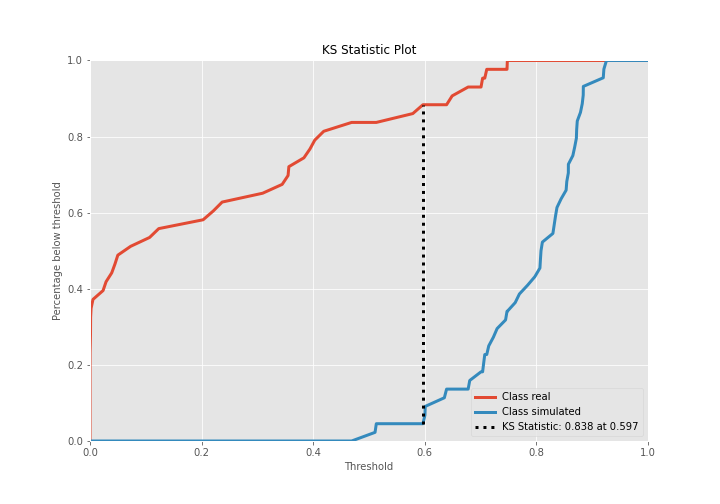 KS Statistic Plot
1.0
0.8
0.6
0.4
0.2
0.0
Percentage below threshold
0.0 0.2 0.4 0.6 0.8 1.0
Threshold
Class real
Class simulated
KS Statistic: 0.838 at 0.597